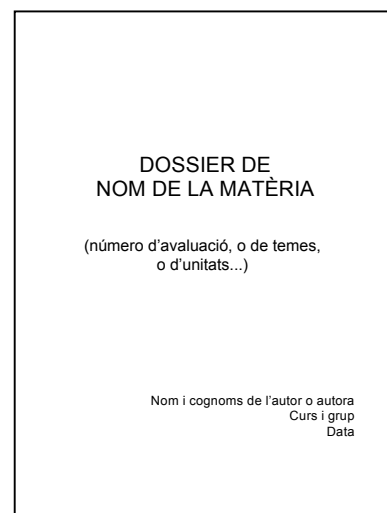 DOSSIER DE
NOM DE LA MATÈRIA
(número d’avaluació, o de temes,
o d’unitats...)
Nom i cognoms de l’autor o autora
Curs i grup
Data